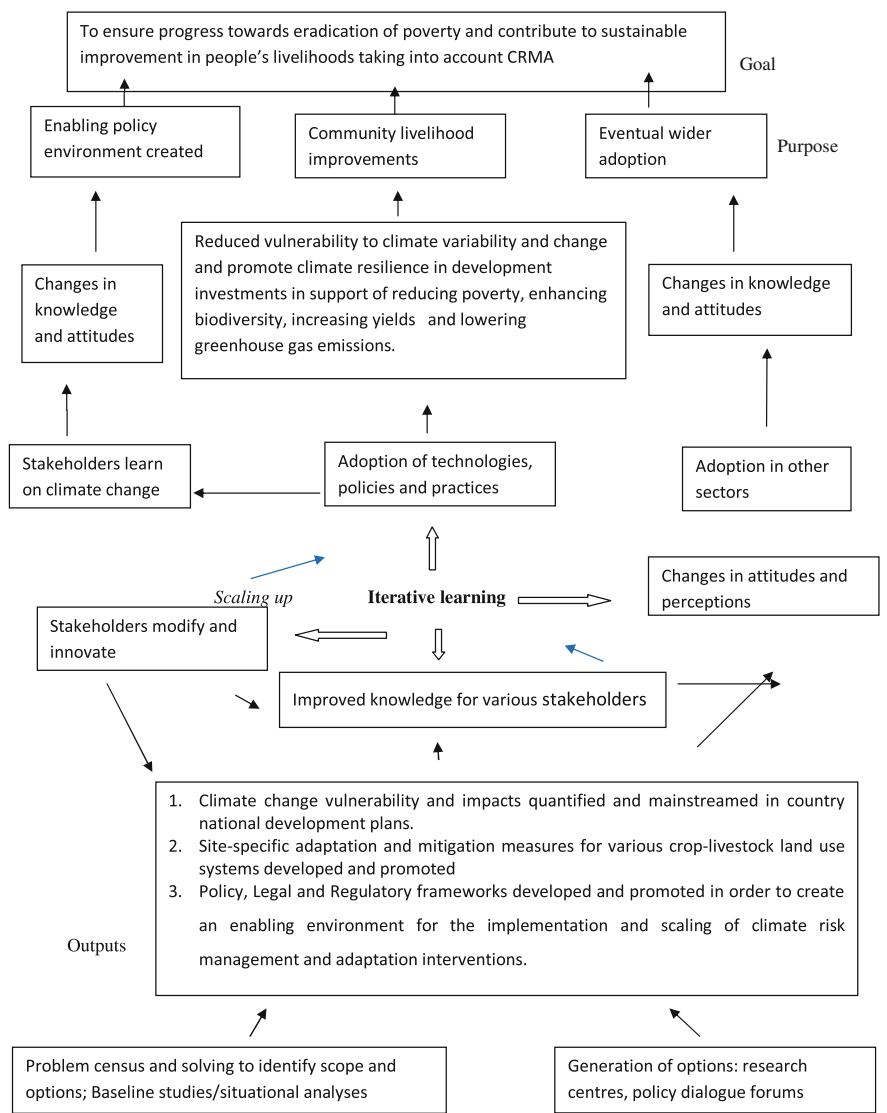 To ensure progress towards eradication of poverty and contribute to sustainable
improvement in people’s livelihoods taking into account CRMA
Goal
Enabling policy
environment created
Community livelihood
improvements
Eventual wider
adoption
Purpose
Reduced vulnerability to climate variability and change
and promote climate resilience in development
investments in support of reducing poverty, enhancing
biodiversity, increasing yields and lowering
greenhouse gas emissions.
Changes in
knowledge
and attitudes
Changes in knowledge
and attitudes
Stakeholders learn
on climate change
Adoption of technologies,
policies and practices
Adoption in other
sectors
Scaling up
Iterative learning
Changes in attitudes and
perceptions
Stakeholders modify and
innovate
Improved knowledge for various stakeholders
1. Climate change vulnerability and impacts quantified and mainstreamed in country
national development plans.
2. Site-specific adaptation and mitigation measures for various crop-livestock land use
systems developed and promoted
3. Policy, Legal and Regulatory frameworks developed and promoted in order to create
an enabling environment for the implementation and scaling of climate risk
management and adaptation interventions.
Outputs
Problem census and solving to identify scope and
options; Baseline studies/situational analyses
Generation of options: research
centres, policy dialogue forums